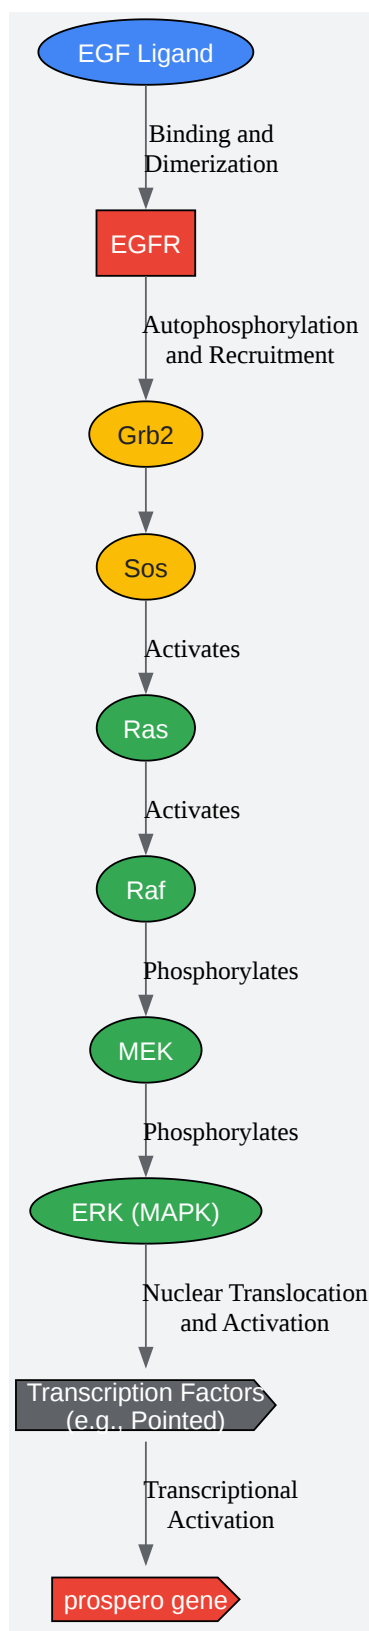 EGF Ligand
Binding and
Dimerization
EGFR
Autophosphorylation
and Recruitment
Grb2
Sos
Activates
Ras
Activates
Raf
Phosphorylates
MEK
Phosphorylates
ERK (MAPK)
Nuclear Translocation
and Activation
Transcription Factors
(e.g., Pointed)
Transcriptional
Activation
prospero gene